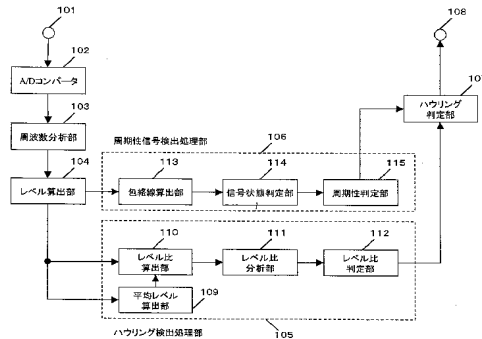 101
108
102
A/Dコンバータ
107
ハウリング
判定部
103
周波数分析部
周期性信号検出処理部
106
104
レベル算出部
113
包絡線算出部
114
信号状態判定部
115
周期性判定部
110
レベル比
算出部
111
レベル比
分析部
112
レベル比
判定部
平均レベル
算出部
109
ハウリング検出処理部
105